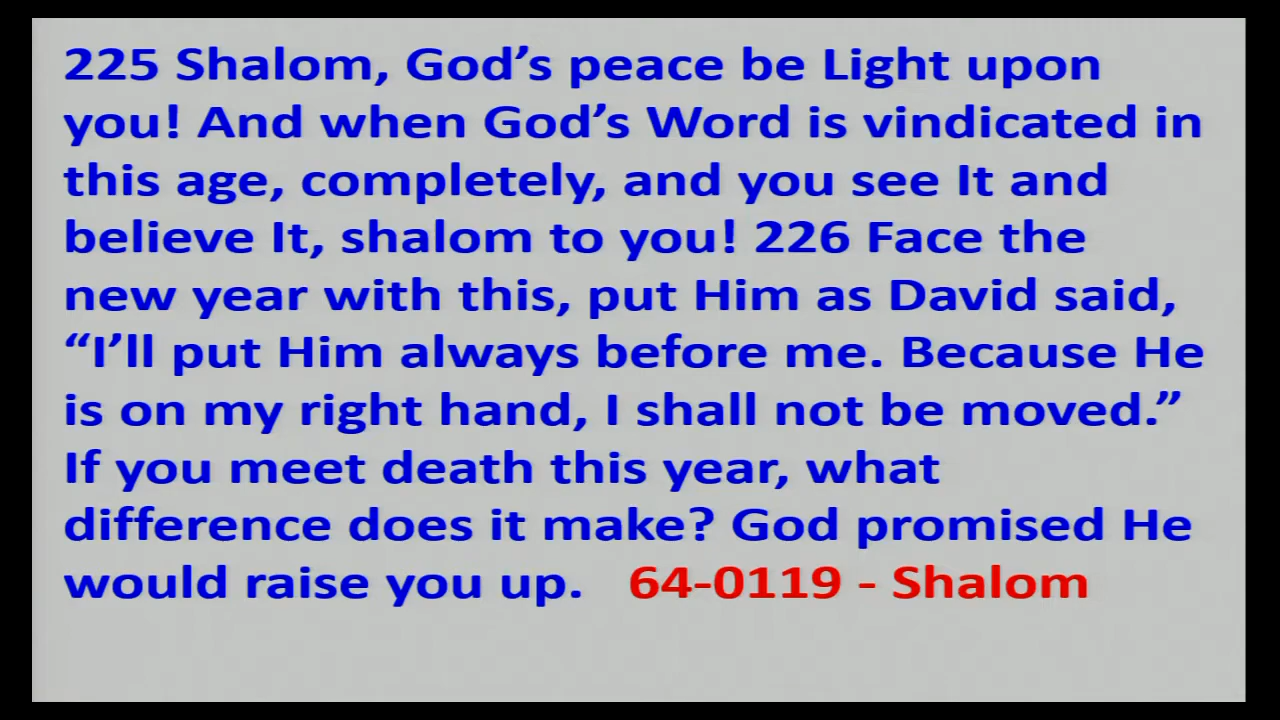 225 Shalom, God’s peace be Light upon
you! And when God’s Word is vindicated in
this age, completely, and you see It and
believe It, shalom to you! 226 Face the
new year with this, put Him as David said,
“I’ll put Him always before me. Because He
is on my right hand, I shall not be moved.”
If you meet death this year, what
difference does it make? God promised He
would raise you up. 64-0119 - Shalom